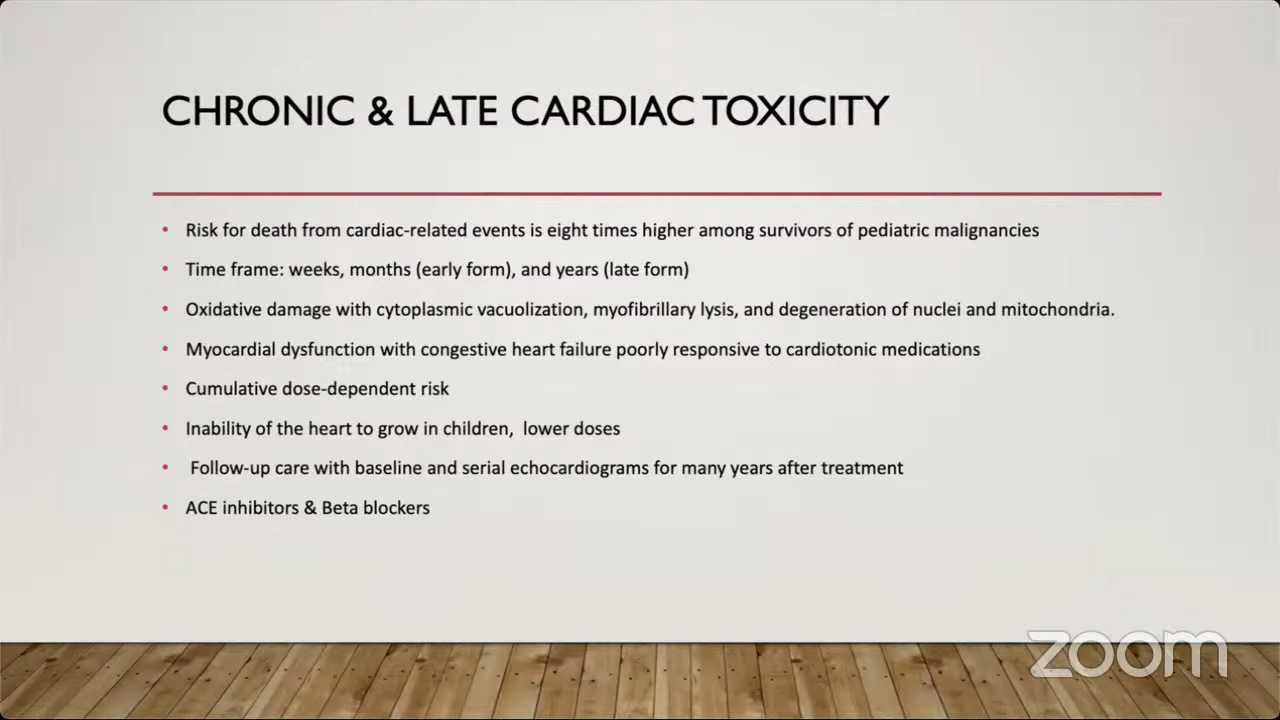 CHRONIC & LATE CARDIAC TOXICITY
• Risk for death from cardiac-related events is eight times higher among survivors of pediatric malignancies
• Time frame: weeks, months (early form), and years (late form)
• Oxidative damage with cytoplasmic vacuolization, myofibrillary lysis, and degeneration of nuclei and mitochondria.
• Myocardial dysfunction with congestive heart failure poorly responsive to cardiotonic medications
• Cumulative dose-dependent risk
• Inability of the heart to grow in children,  lower doses
• Follow-up care with baseline and serial echocardiograms for many years after treatment
• ACE inhibitors & Beta blockers
zoom